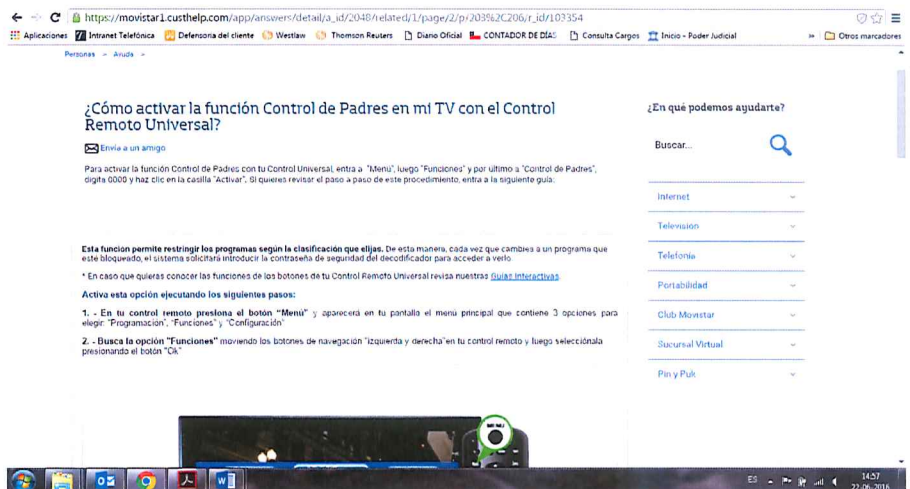 https://movistar1.custhelp.com/app/answers/detail/a_id/2048/related/1/page/2/p/203%2C206/r_id/103354
Aplicaciones Intranet Telefónica Defensoria del cliente Westlaw Thomson Reuters Diario Oficial CONTADOR DE DÍAS Consulta Cargos Inicio - Poder Judicial » Otros marcadores
Personas > Ayuda >
¿Cómo activar la función Control de Padres en mi TV con el Control
Remoto Universal?
Envía a un amigo
Para activar la función Control de Padres con tu Control Universal, entra a "Menú", luego "Funciones" y por último a "Control de Padres",
digita 0000 y haz clic en la casilla "Activar", Si quieres revisar el paso a paso de este procedimiento, entra a la siguiente guía:
Esta función permite restringir los programas según la clasificación que elijas. De esta manera, cada vez que cambies a un programa que
esté bloqueado, el sistema solicitará introducir la contraseña de seguridad del decodificador para acceder a verlo.
* En caso que quieras conocer las funciones de los botones de tu Control Remoto Universal revisa nuestras Guías Interactivas
Activa esta opción ejecutando los siguientes pasos:
1. - En tu control remoto presiona el botón "Menú" y aparecerá en tu pantalla el menú principal que contiene 3 opciones para
elegir: "Programación", "Funciones" y "Configuración"
2. - Busca la opción "Funciones" moviendo los botones de navegación "izquierda y derecha"en tu control remoto y luego selecciónala
presionando el botón "Ok"
¿En qué podemos ayudarte?
Buscar...
Internet
Televisión
Telefonía
Portabilidad
Club Movistar
Sucursal Virtual
Pin y Puk
ES 14:57
22-06-2016